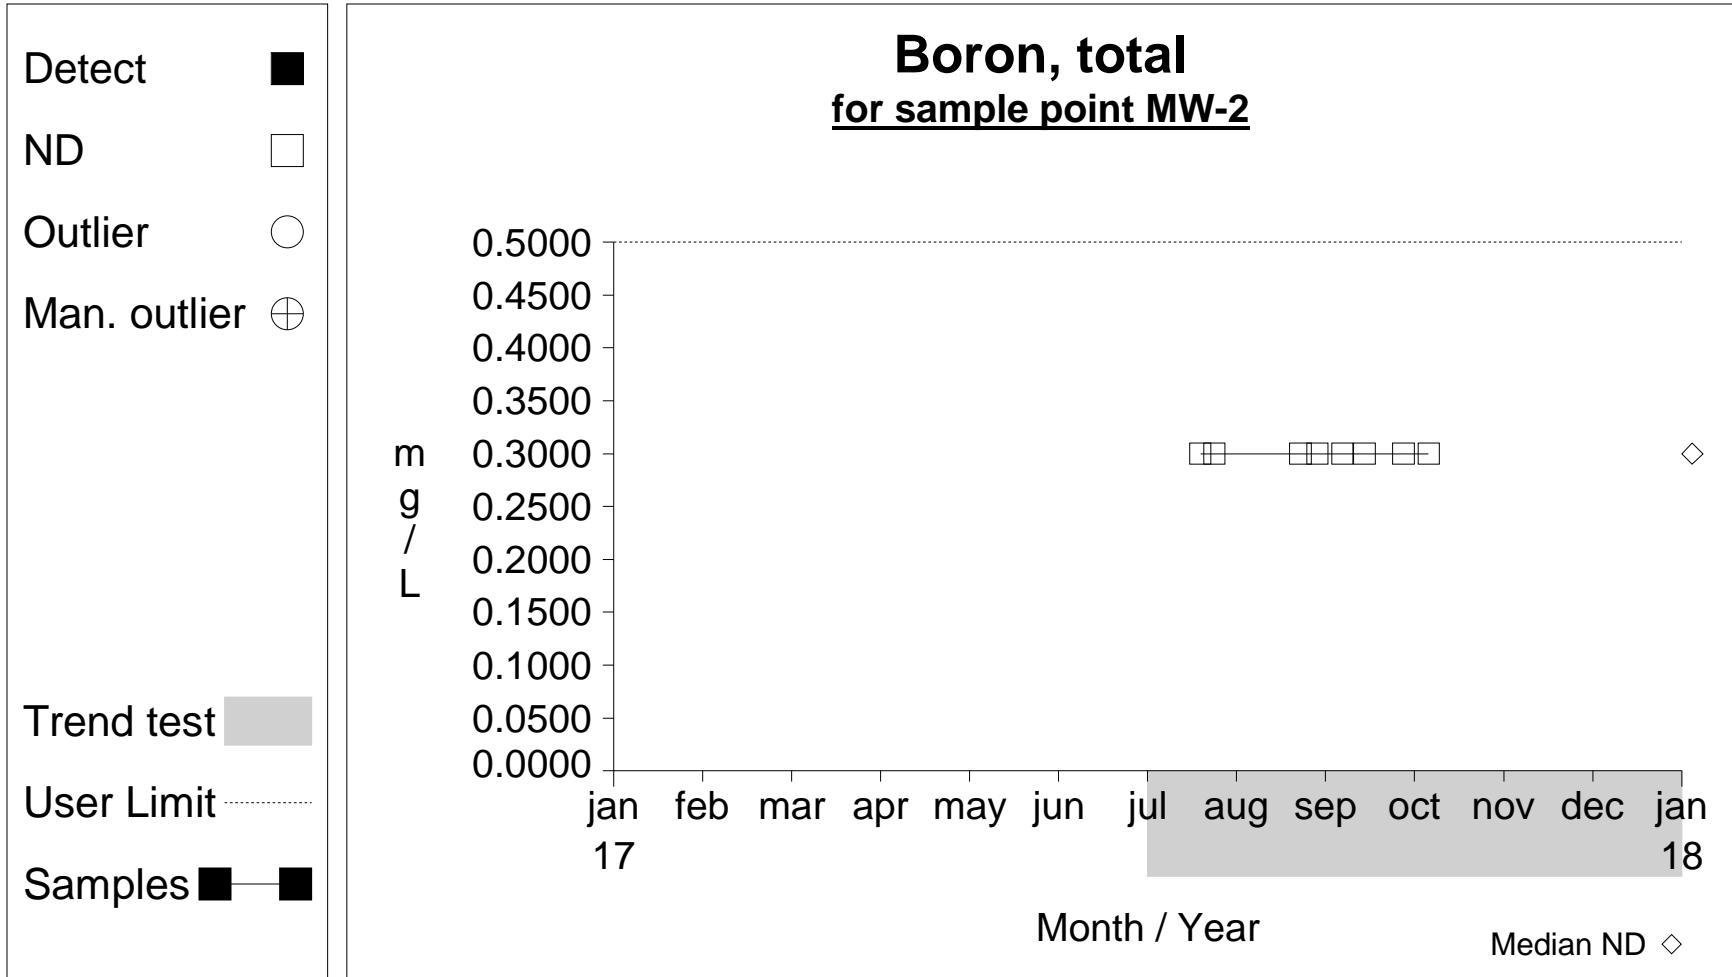 Detect
ND
Outlier
Man. outlier
Trend test
User Limit
Samples
Boron, total
for sample point MW-2
m
g
/
L
0.5000
0.4500
0.4000
0.3500
0.3000
0.2500
0.2000
0.1500
0.1000
0.0500
0.0000
jan feb mar apr may jun jul aug sep oct nov dec jan
17 18
Month / Year
Median ND